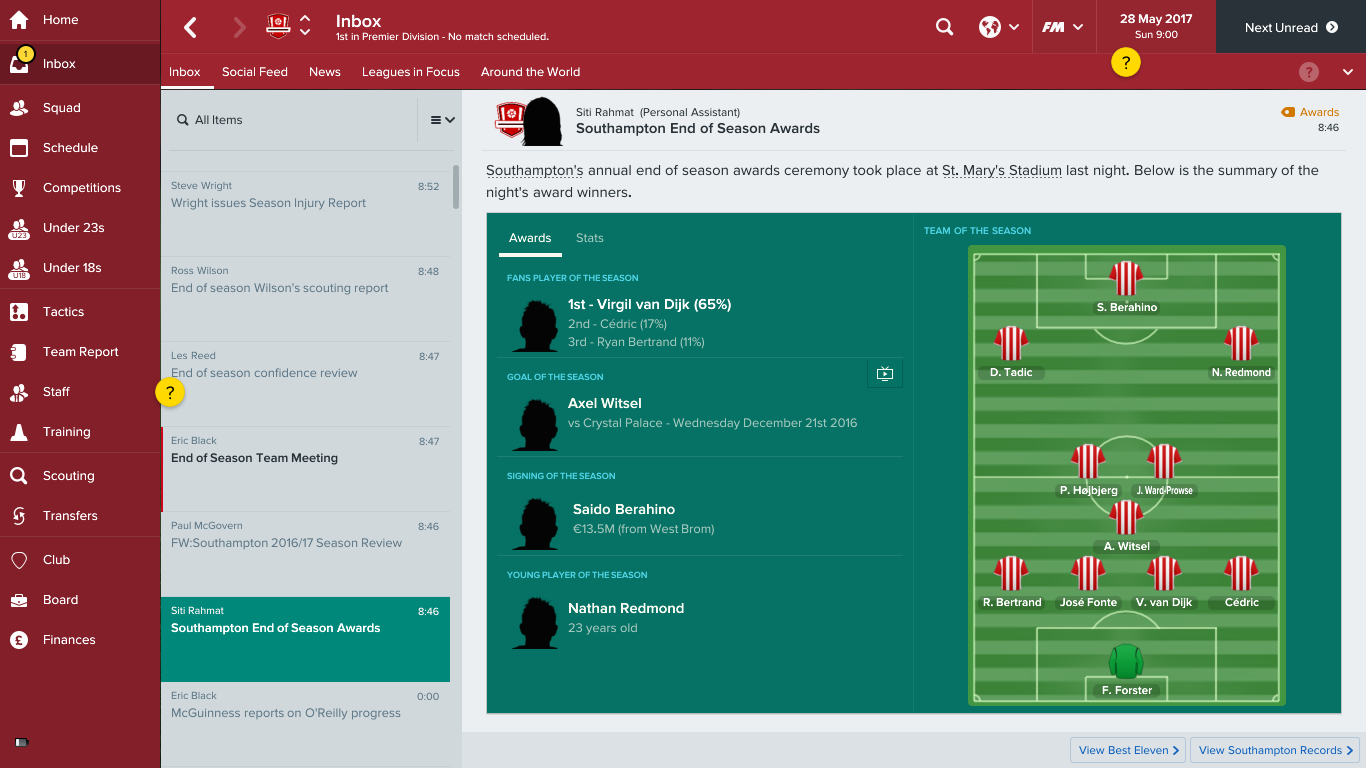 Home
1
Inbox
Squad
Schedule
Competitions
U23
Under 23s
U18
Under 18s
Tactics
Team Report
Staff
Training
Scouting
Transfers
Club
Board
£
Finances
Inbox
1st in Premier Division - No match scheduled.
FM
28 May 2017
Sun 9:00
Next Unread
?
Inbox
Social Feed
News
Leagues in Focus
Around the World
?
All Items
Steve Wright 8:52
Wright issues Season Injury Report
Ross Wilson 8:48
End of season Wilson's scouting report
Les Reed 8:47
End of season confidence review
?
Eric Black 8:47
End of Season Team Meeting
Paul McGovern 8:46
FW:Southampton 2016/17 Season Review
Siti Rahmat 8:46
Southampton End of Season Awards
Eric Black 0:00
McGuinness reports on O'Reilly progress
Siti Rahmat (Personal Assistant)
Southampton End of Season Awards
Awards
8:46
Southampton's annual end of season awards ceremony took place at St. Mary's Stadium last night. Below is the summary of the
night's award winners.
Awards
Stats
FANS PLAYER OF THE SEASON
1st - Virgil van Dijk (65%)
2nd - Cédric (17%)
3rd - Ryan Bertrand (11%)
GOAL OF THE SEASON
Axel Witsel
vs Crystal Palace - Wednesday December 21st 2016
SIGNING OF THE SEASON
Saido Berahino
€13.5M (from West Brom)
YOUNG PLAYER OF THE SEASON
Nathan Redmond
23 years old
TEAM OF THE SEASON
S. Berahino
D. Tadic
N. Redmond
P. Højbjerg
J. Ward-Prowse
A. Witsel
R. Bertrand
José Fonte
V. van Dijk
Cédric
F. Forster
View Best Eleven
View Southampton Records